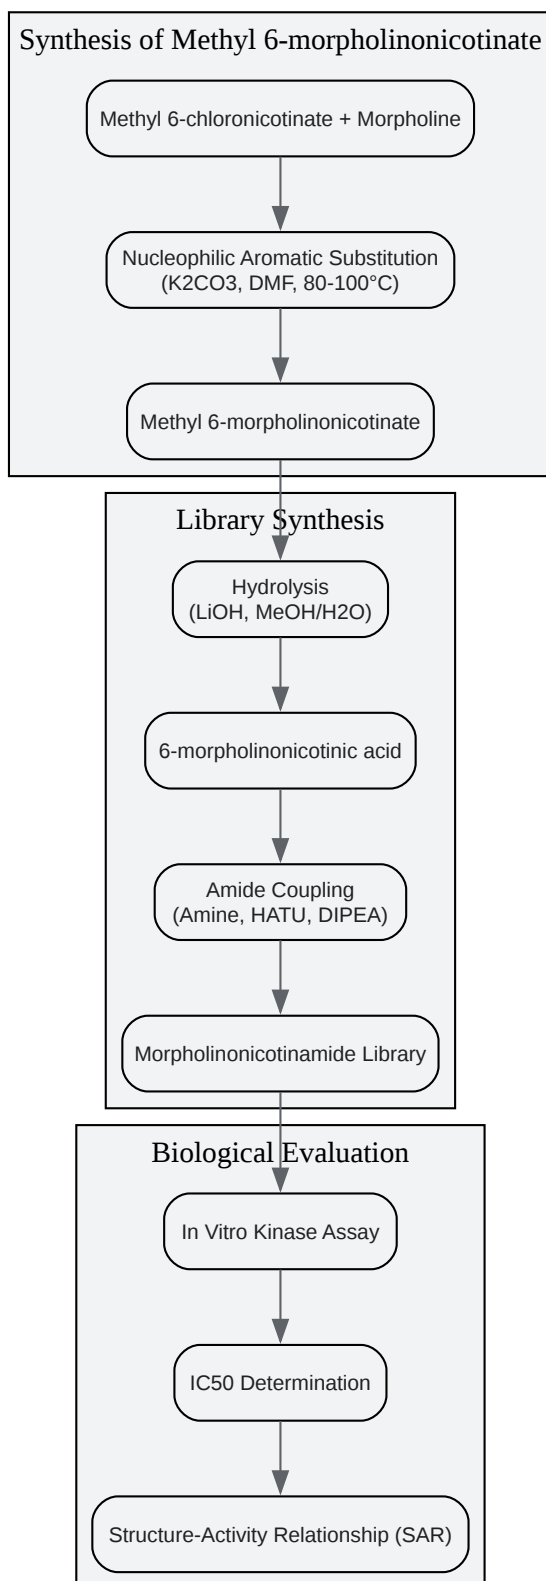 Synthesis of Methyl 6-morpholinonicotinate
Methyl 6-chloronicotinate + Morpholine
Nucleophilic Aromatic Substitution
(K2CO3, DMF, 80-100°C)
Methyl 6-morpholinonicotinate
Library Synthesis
Hydrolysis
(LiOH, MeOH/H2O)
6-morpholinonicotinic acid
Amide Coupling
(Amine, HATU, DIPEA)
Morpholinonicotinamide Library
Biological Evaluation
In Vitro Kinase Assay
IC50 Determination
Structure-Activity Relationship (SAR)